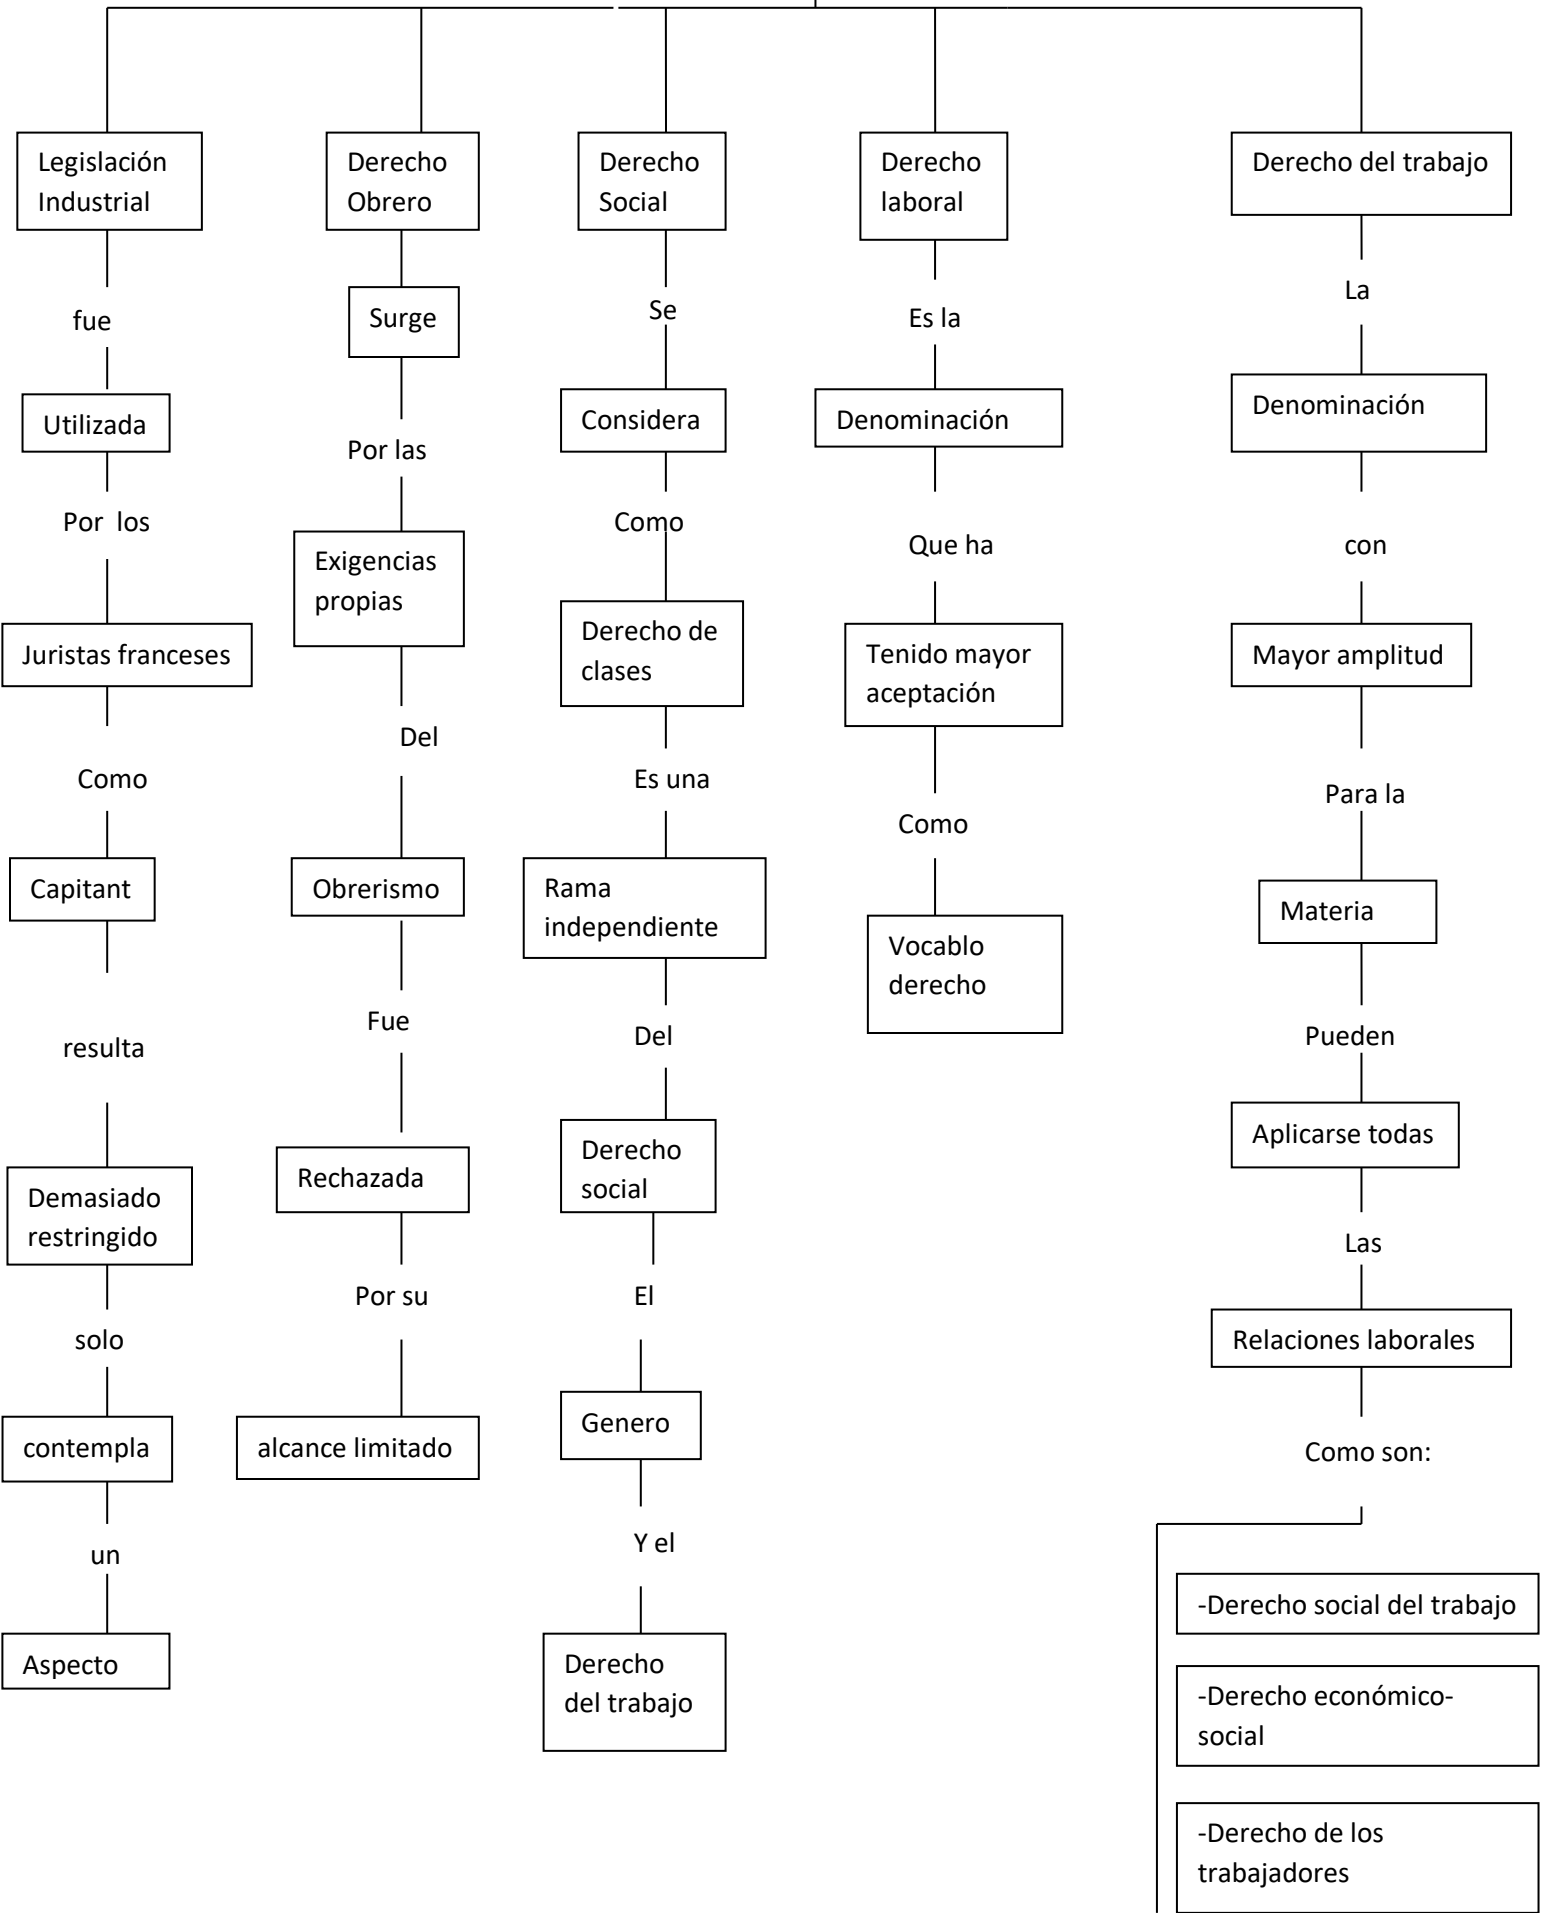 Legislación
Industrial
fue
Utilizada
Por los
Juristas franceses
Como
Capitant
resulta
Demasiado
restringido
solo
contempla
un
Aspecto
Derecho
Obrero
Surge
Por las
Exigencias
propias
Del
Obrerismo
Fue
Rechazada
Por su
alcance limitado
Derecho
Social
Se
Considera
Como
Derecho de
clases
Es una
Rama
independiente
Del
Derecho
social
El
Genero
Y el
Derecho
del trabajo
Derecho
laboral
Es la
Denominación
Que ha
Tenido mayor
aceptación
Como
Vocablo
derecho
Derecho del trabajo
La
Denominación
con
Mayor amplitud
Para la
Materia
Pueden
Aplicarse todas
Las
Relaciones laborales
Como son:
-Derecho social del trabajo
-Derecho económico-
social
-Derecho de los
trabajadores